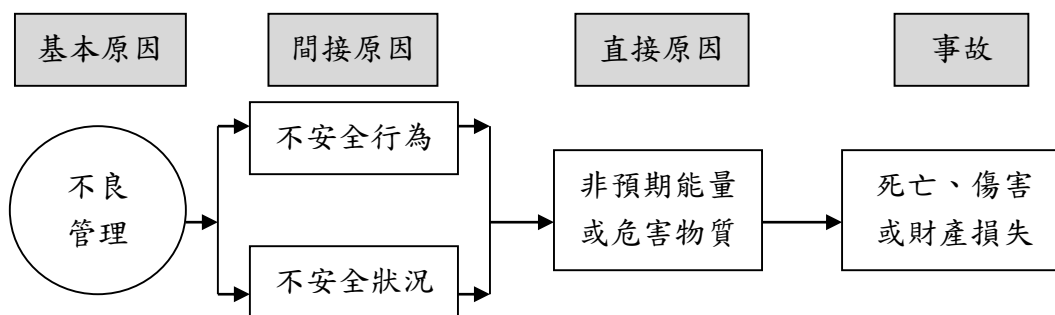 基本原因
間接原因
直接原因
事故
不良
管理
不安全行為
不安全狀況
非預期能量
或危害物質
死亡、傷害
或財產損失